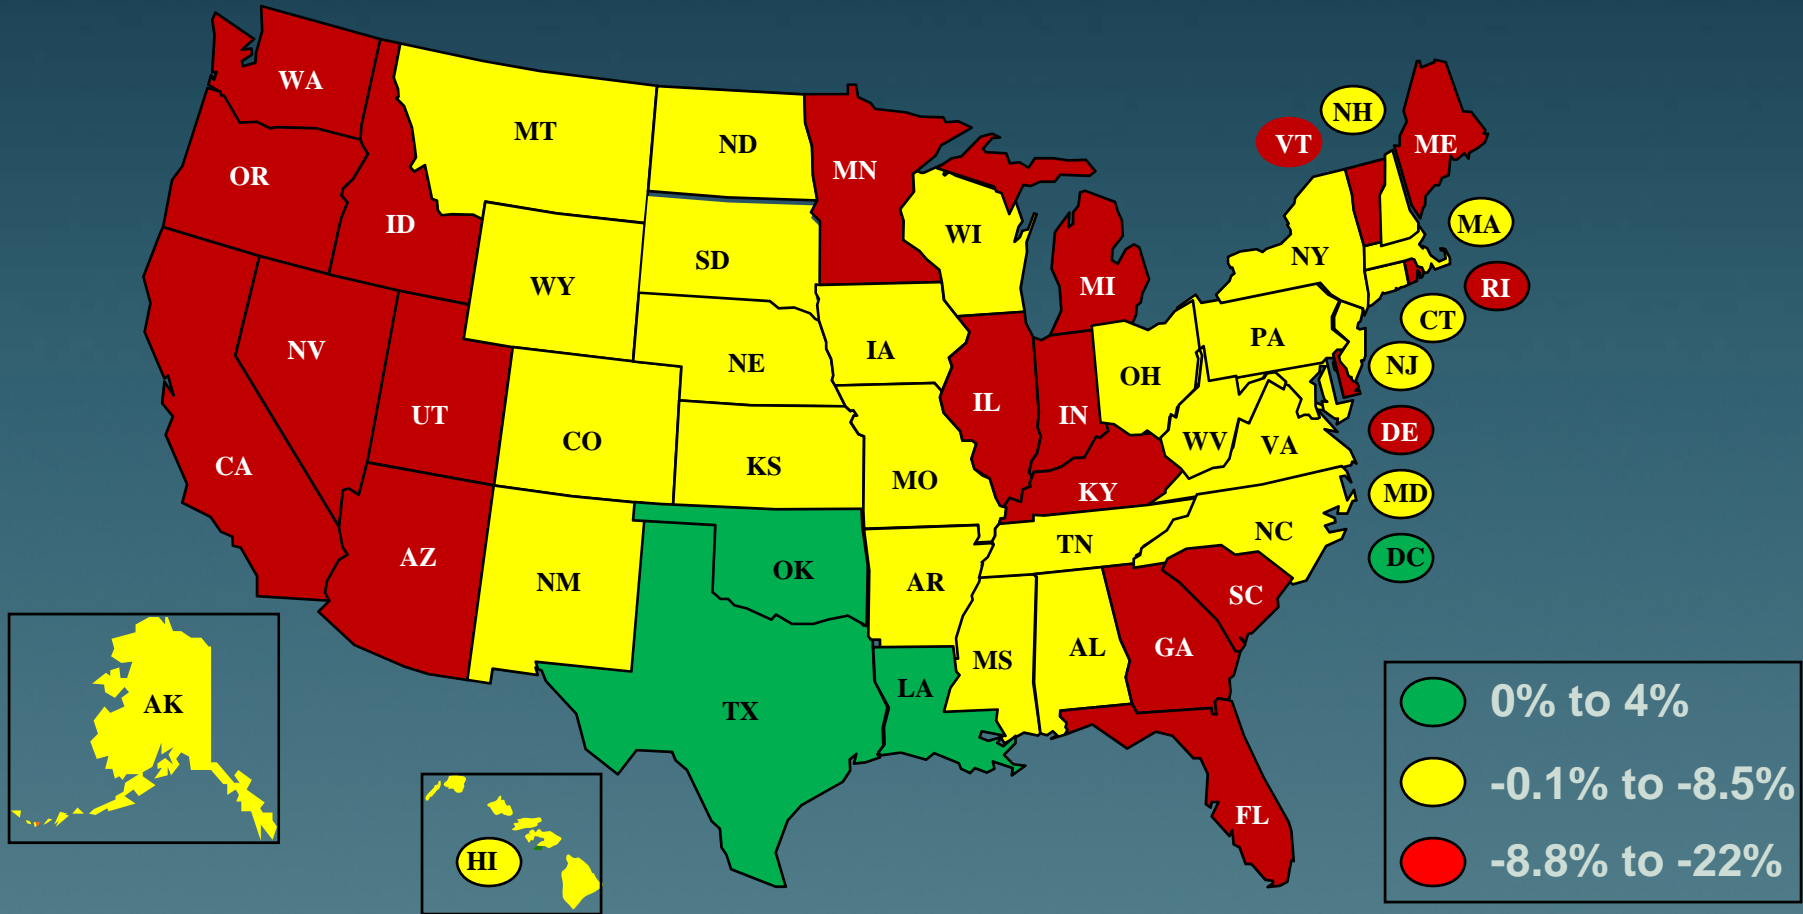 WA
MT
ND
MN
OR
ID
WY
SD
WI
MI
NH
VT
ME
MA
NY
RI
CT
PA
NJ
NV
UT
CO
NE
IA
IL
IN
OH
WV
VA
DE
MD
DC
CA
AZ
NM
KS
MO
KY
TN
NC
OK
AR
SC
MS
AL
GA
LA
TX
FL
AK
HI
0% to 4%
-0.1% to -8.5%
-8.8% to -22%